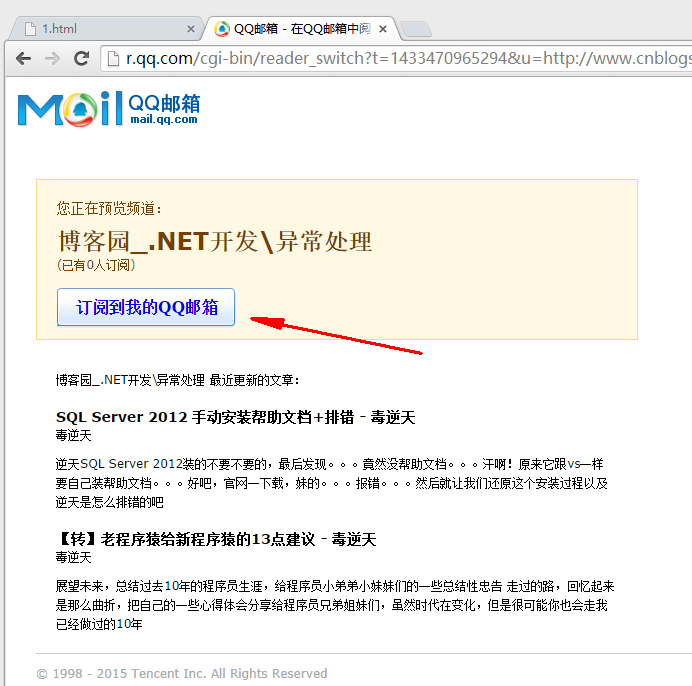 1.html
QQ邮箱 - 在QQ邮箱中阅
r.qq.com/cgi-bin/reader_switch?t=1433470965294&u=http://www.cnblogs
Mail QQ邮箱
mail.qq.com
您正在预览频道：
博客园_.NET开发\异常处理
(已有0人订阅)
订阅到我的QQ邮箱
博客园_.NET开发\异常处理 最近更新的文章：
SQL Server 2012 手动安装帮助文档+排错 - 毒逆天
毒逆天
逆天SQL Server 2012装的不要不要的，最后发现。。。竟然没帮助文档。。。汗啊！原来它跟vs一样
要自己装帮助文档。。。好吧，官网一下载，妹的。。。报错。。。然后就让我们还原这个安装过程以及
逆天是怎么排错的吧
【转】老程序猿给新程序猿的13点建议 - 毒逆天
毒逆天
展望未来，总结过去10年的程序员生涯，给程序员小弟弟小妹妹们的一些总结性忠告 走过的路，回忆起来
是那么曲折，把自己的一些心得体会分享给程序员兄弟姐妹们，虽然时代在变化，但是很可能你也会走我
已经做过的10年
© 1998 - 2015 Tencent Inc. All Rights Reserved